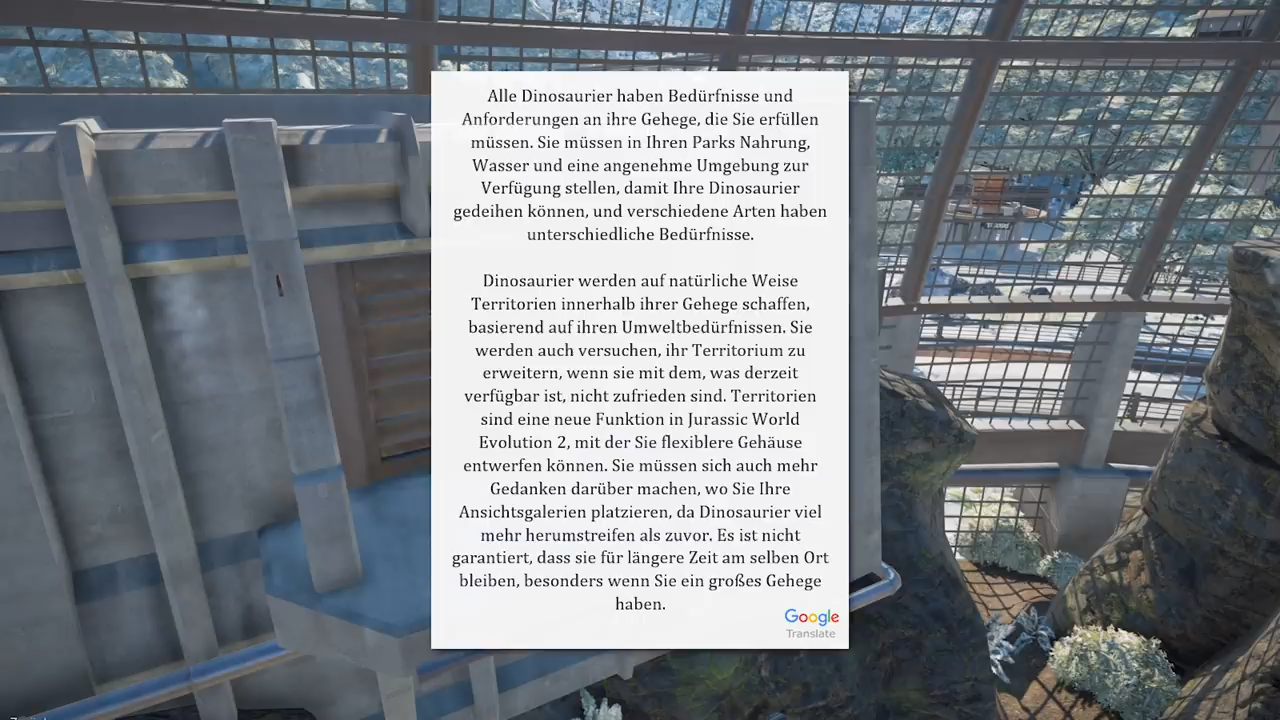 Alle Dinosaurier haben Bedürfnisse und
Anforderungen an ihre Gehege, die Sie erfüllen
müssen. Sie müssen in Ihren Parks Nahrung,
Wasser und eine angenehme Umgebung zur
Verfügung stellen, damit Ihre Dinosaurier
gedeihen können, und verschiedene Arten haben
unterschiedliche Bedürfnisse.
Dinosaurier werden auf natürliche Weise
Territorien innerhalb ihrer Gehege schaffen,
basierend auf ihren Umweltbedürfnissen. Sie
werden auch versuchen, ihr Territorium zu
erweitern, wenn sie mit dem, was derzeit
verfügbar ist, nicht zufrieden sind. Territorien
sind eine neue Funktion in Jurassic World
Evolution 2, mit der Sie flexiblere Gehäuse
entwerfen können. Sie müssen sich auch mehr
Gedanken darüber machen, wo Sie Ihre
Ansichtsgalerien platzieren, da Dinosaurier viel
mehr herumstreifen als zuvor. Es ist nicht
garantiert, dass sie für längere Zeit am selben Ort
bleiben, besonders wenn Sie ein großes Gehege
haben.
Google
Translate